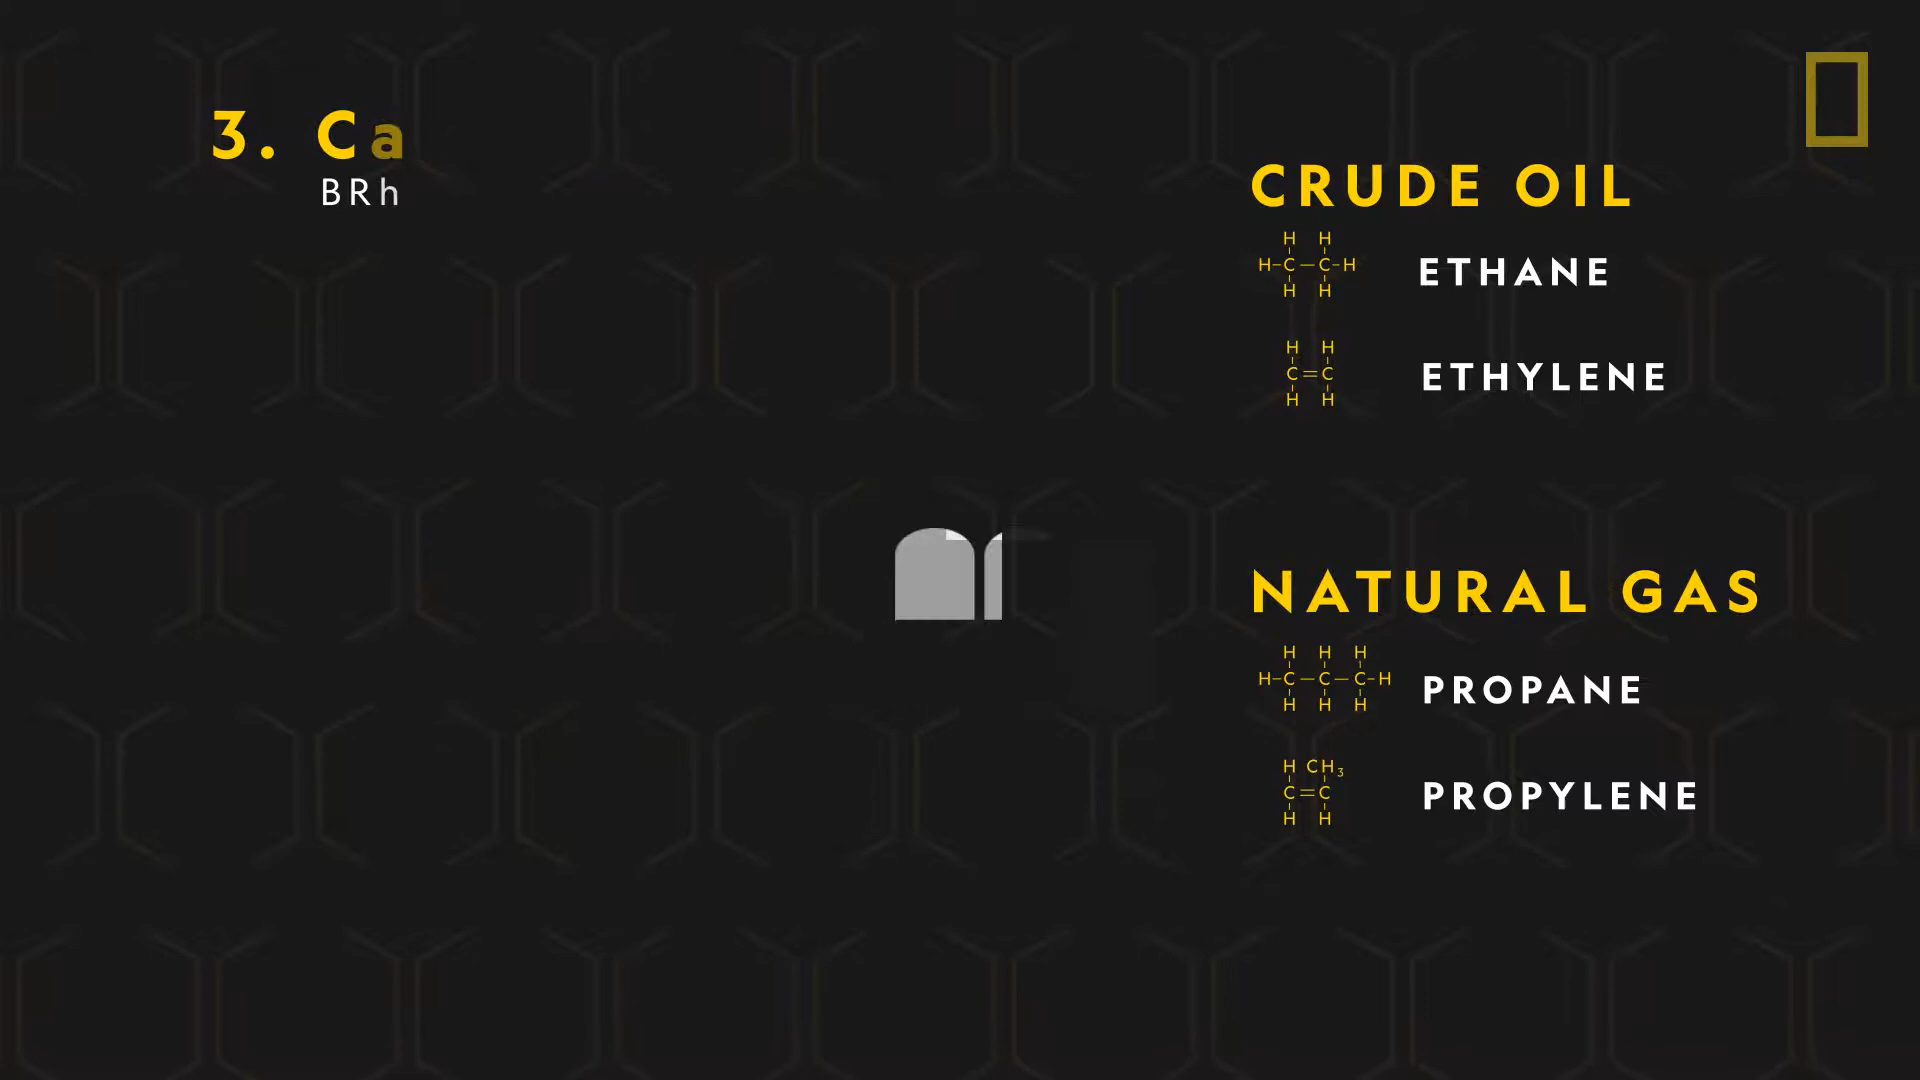 3. Ca
BRh
CRUDE OIL
H H
H-C-C-H
H H
ETHANE
H H
C=C
H H
ETHYLENE
NATURAL GAS
H H H
H-C-C-C-H
H H H
PROPANE
H CH₃
C=C
H H
PROPYLENE